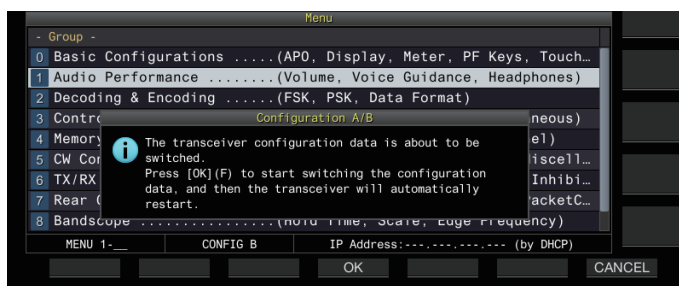 Menu
- Group -
0 Basic Configurations .....(APO, Display, Meter, PF Keys, Touch…
1 Audio Performance ........(Volume, Voice Guidance, Headphones)
2 Decoding & Encoding ......(FSK, PSK, Data Format)
3 Contro
neous)
Configuration A/B
4 Memory
el)
The transceiver configuration data is about to be
5 CW Con
iscell…
switched.
Press [OK](F) to start switching the configuration
6 TX/RX
Inhibi…
data, and then the transceiver will automatically
7 Rear
acketC…
restart.
8 Bandscope ................(Hold Time, Scale, Edge Frequency)
MENU 1-__ CONFIG B IP Address:---.---.---.--- (by DHCP)
OK CANCEL